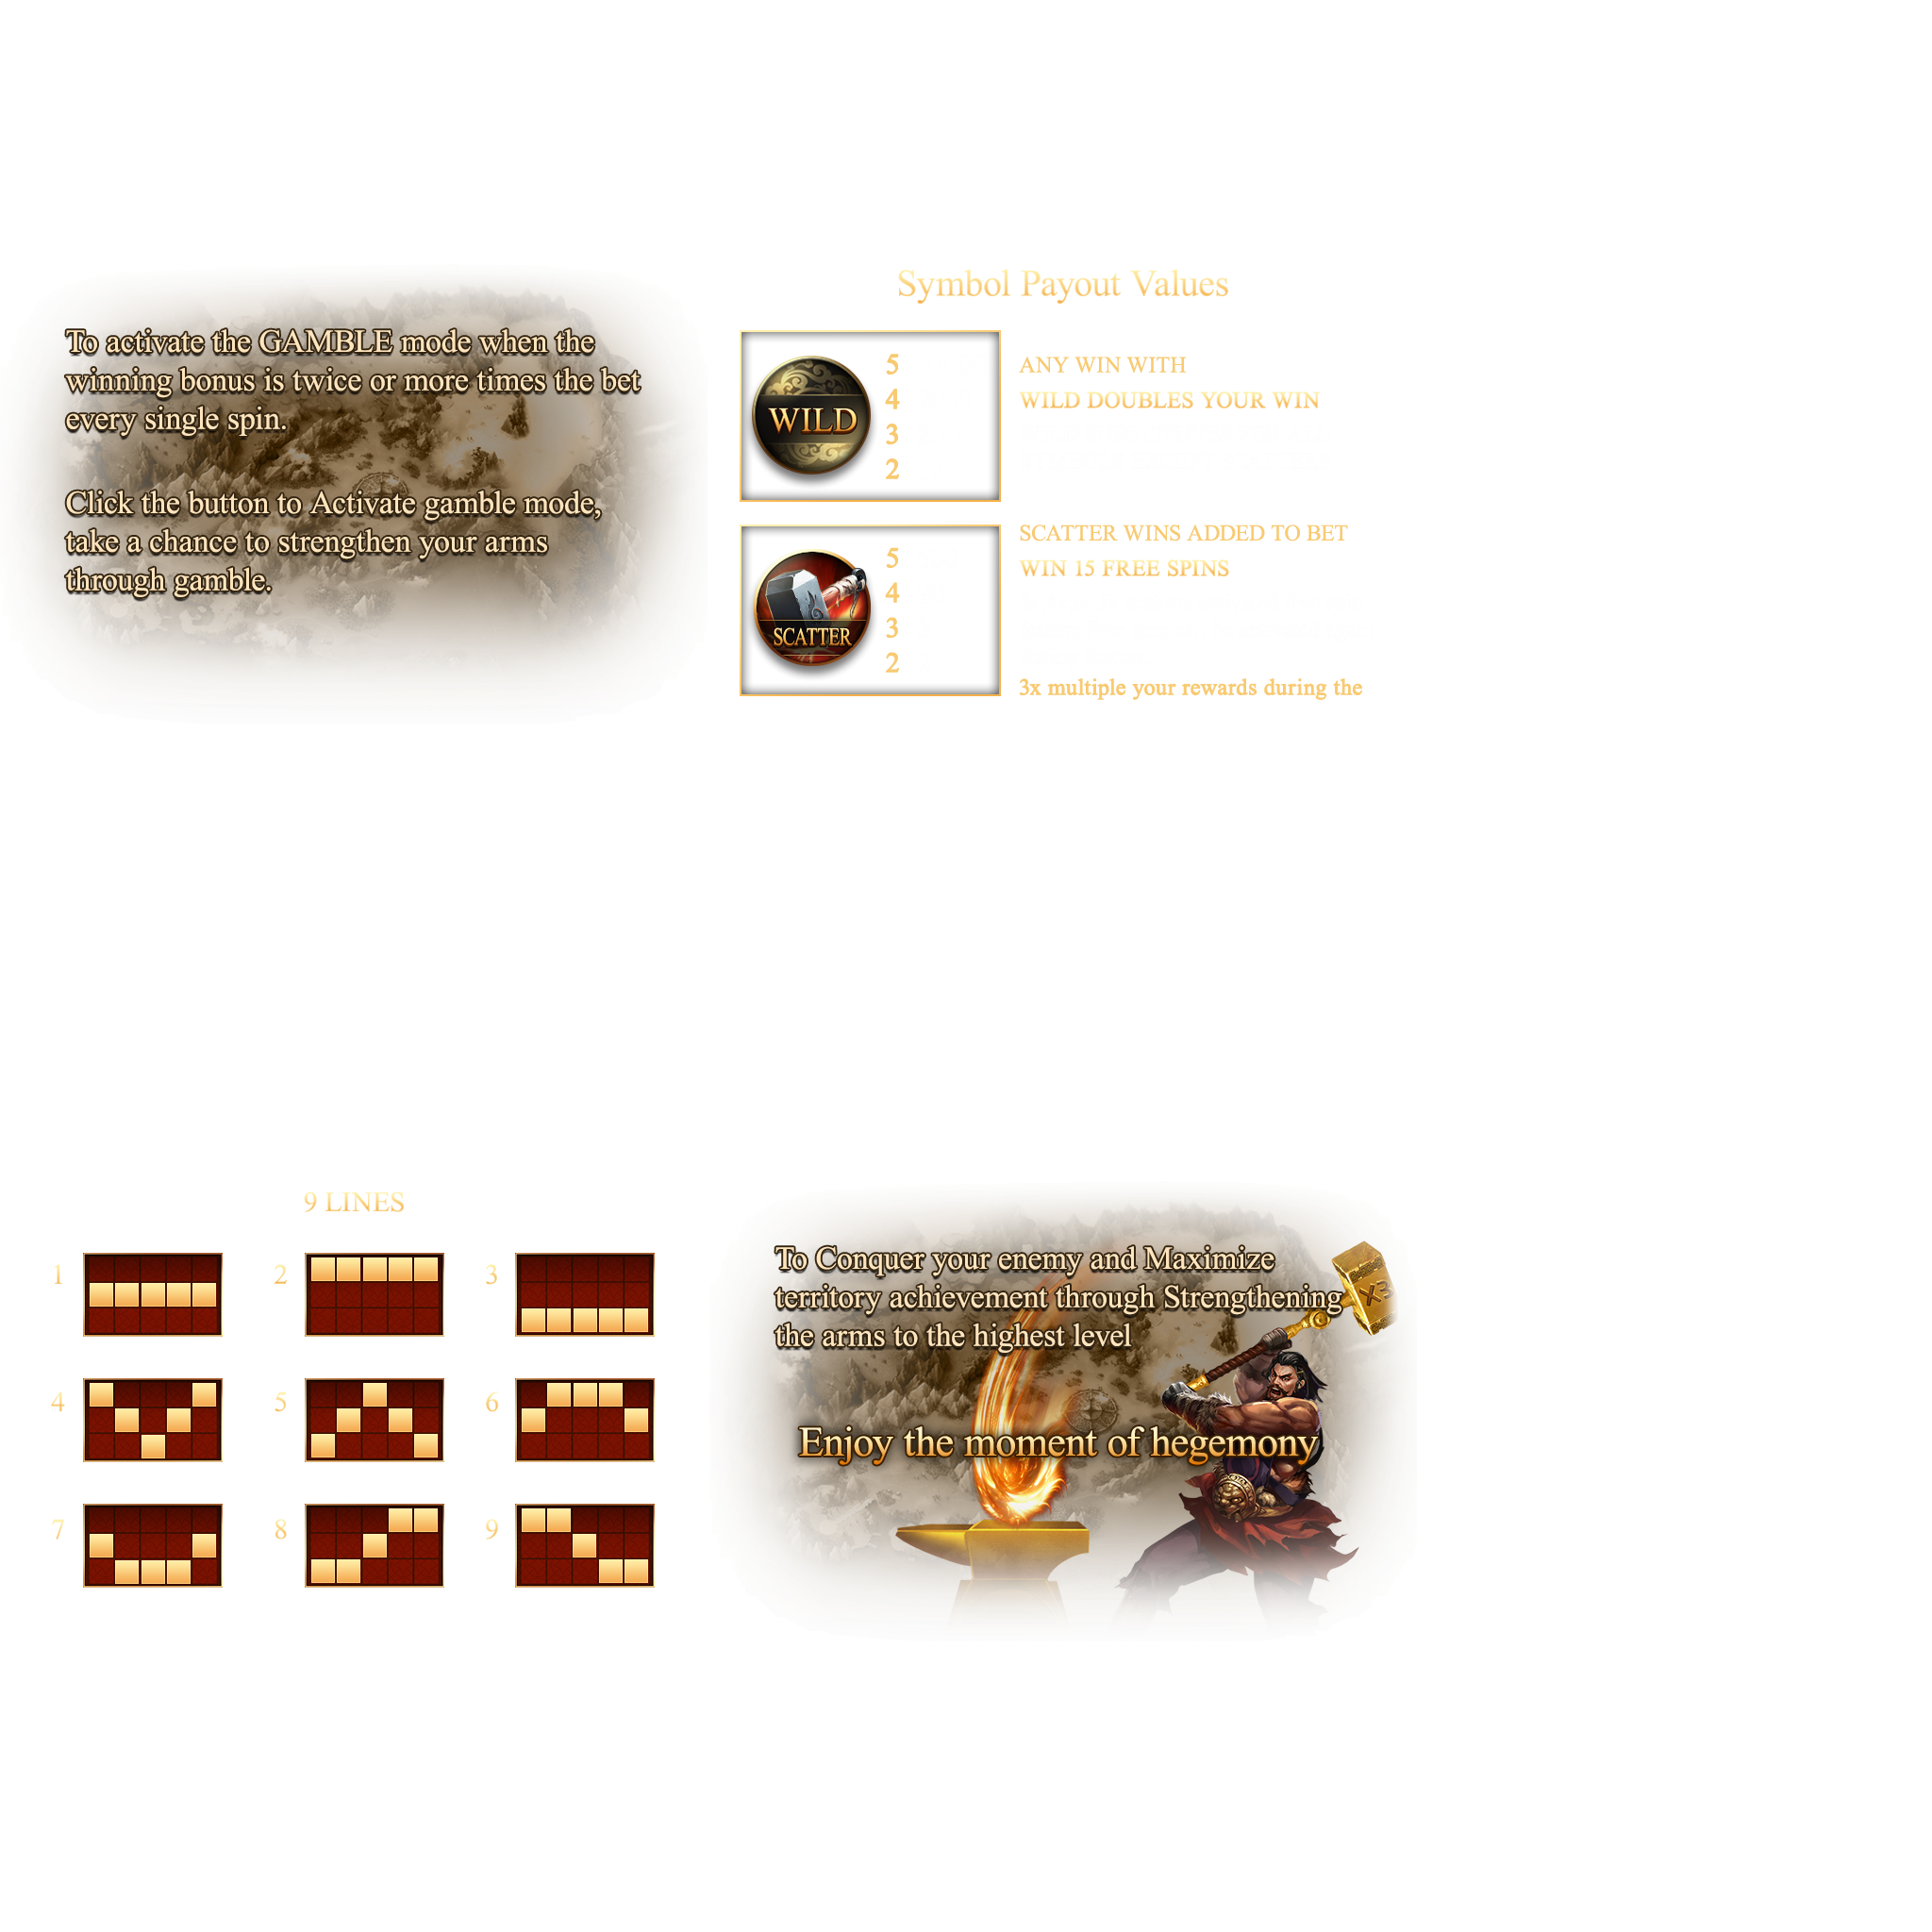 To activate the GAMBLE mode when the
winning bonus is twice or more times the bet
every single spin.
Click the button to Activate gamble mode,
take a chance to strengthen your arms
through gamble.
Symbol Payout Values
WILD
5
4
3
2
ANY WIN WITH
WILD DOUBLES YOUR WIN
SCATTER
5
4
3
2
SCATTER WINS ADDED TO BET
WIN 15 FREE SPINS
3x multiple your rewards during the
9 LINES
1
2
3
4
5
6
7
8
9
To Conquer your enemy and Maximize
territory achievement through Strengthening
the arms to the highest level
X3
Enjoy the moment of hegemony